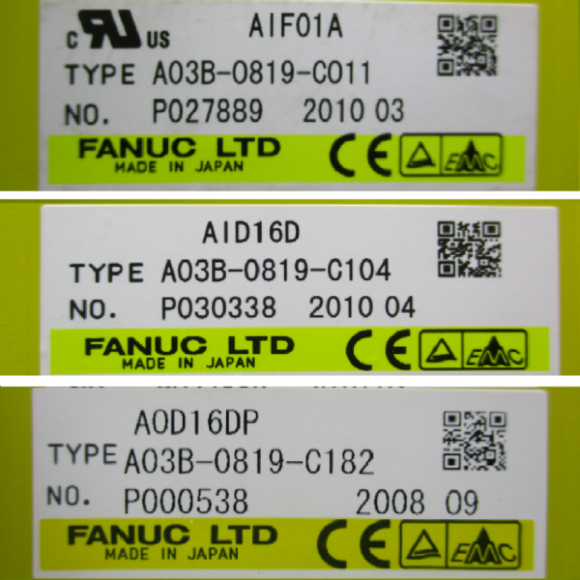 AIF01A
c RU US
TYPE A03B-0819-C011
NO. P027889 2010 03
FANUC LTD
MADE IN JAPAN
CE EMC
AID16D
TYPE A03B-0819-C104
NO. P030338 2010 04
FANUC LTD
MADE IN JAPAN
CE EMC
AOD16DP
TYPE A03B-0819-C182
NO. P000538 2008 09
FANUC LTD
MADE IN JAPAN
CE EMC